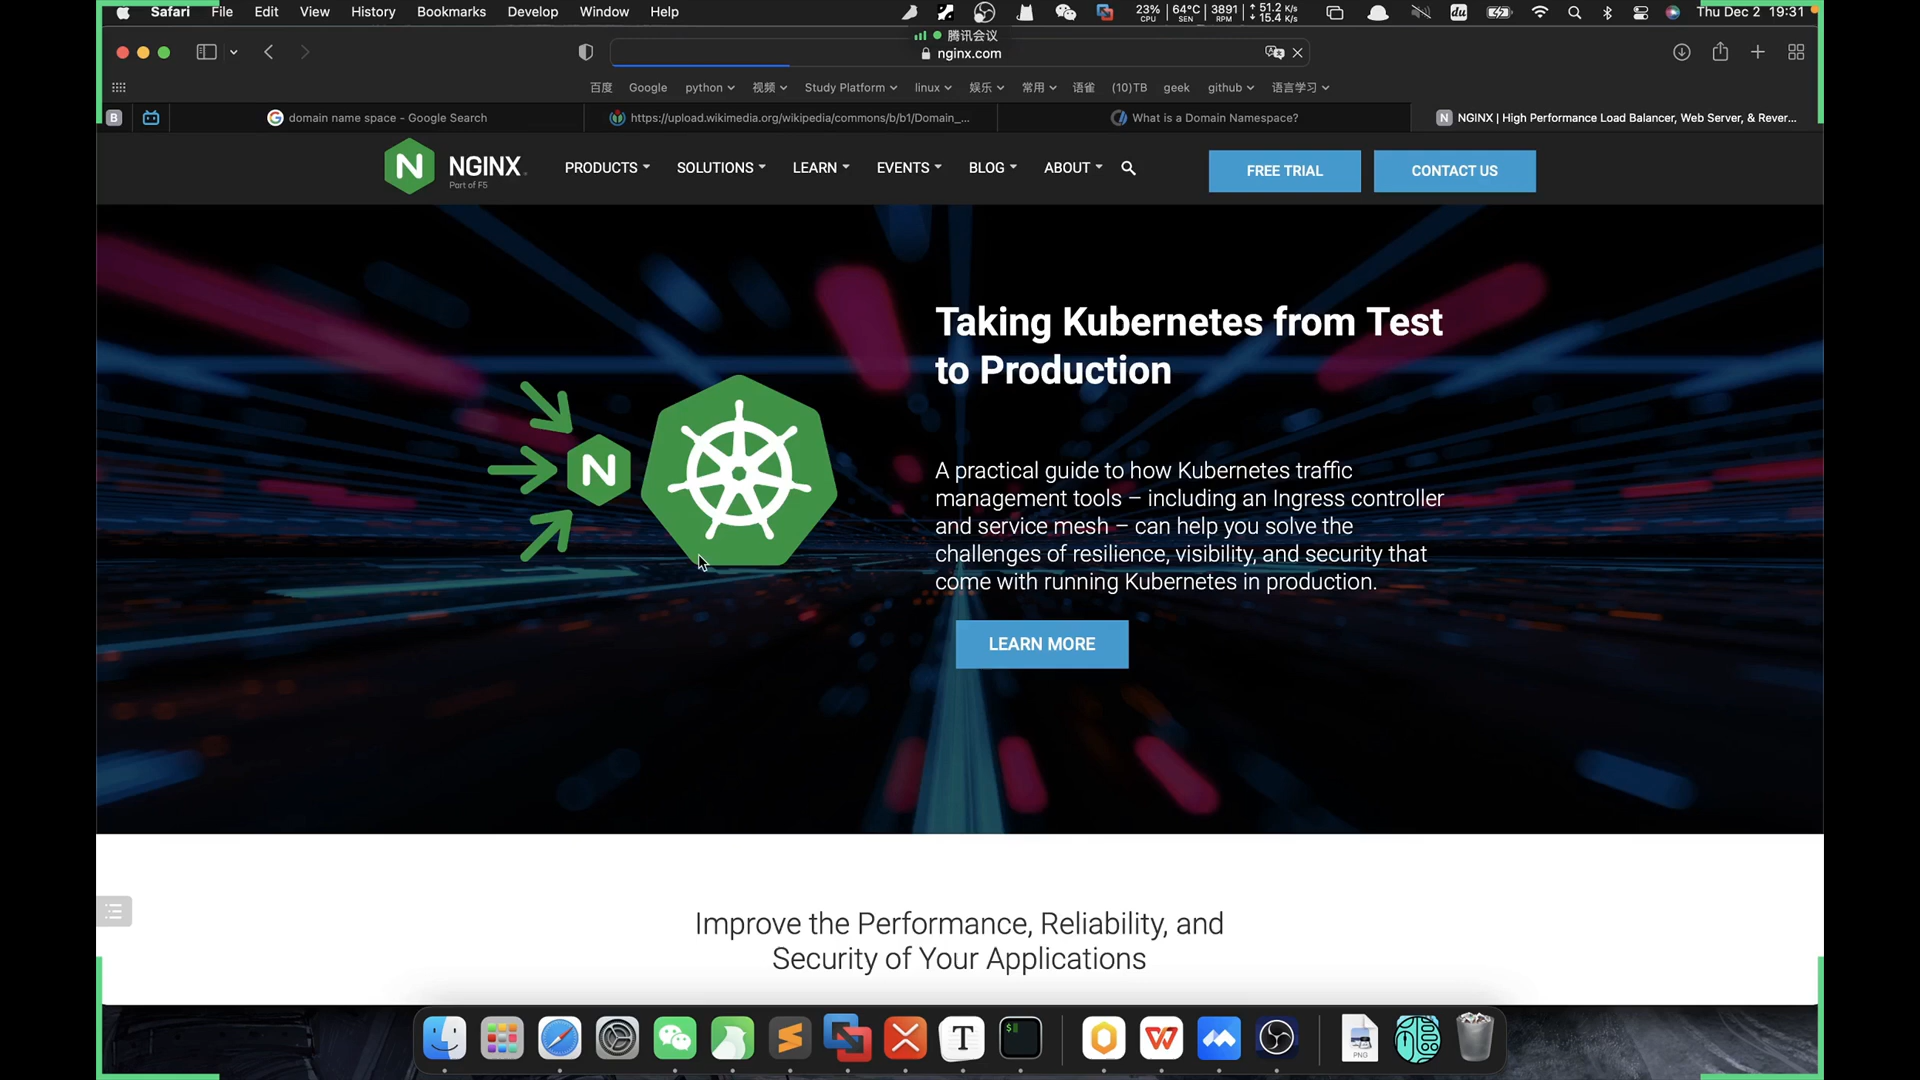 Safari File Edit View History Bookmarks Develop Window Help
23% CPU 64°C SEN 3891 RPM ↑ 51.2 K/s ↓ 15.4 K/s
du
Thu Dec 2 19:31
腾讯会议
nginx.com
百度 Google python 视频 Study Platform linux 娱乐 常用 语雀 (10)TB geek github 语言学习
B
domain name space - Google Search
https://upload.wikimedia.org/wikipedia/commons/b/b1/Domain_...
What is a Domain Namespace?
N NGINX | High Performance Load Balancer, Web Server, & Rever...
N NGINX
Part of F5
PRODUCTS SOLUTIONS LEARN EVENTS BLOG ABOUT
FREE TRIAL
CONTACT US
Taking Kubernetes from Test
to Production
N
A practical guide to how Kubernetes traffic
management tools – including an Ingress controller
and service mesh – can help you solve the
challenges of resilience, visibility, and security that
come with running Kubernetes in production.
LEARN MORE
Improve the Performance, Reliability, and
Security of Your Applications
T
$
W
PNG